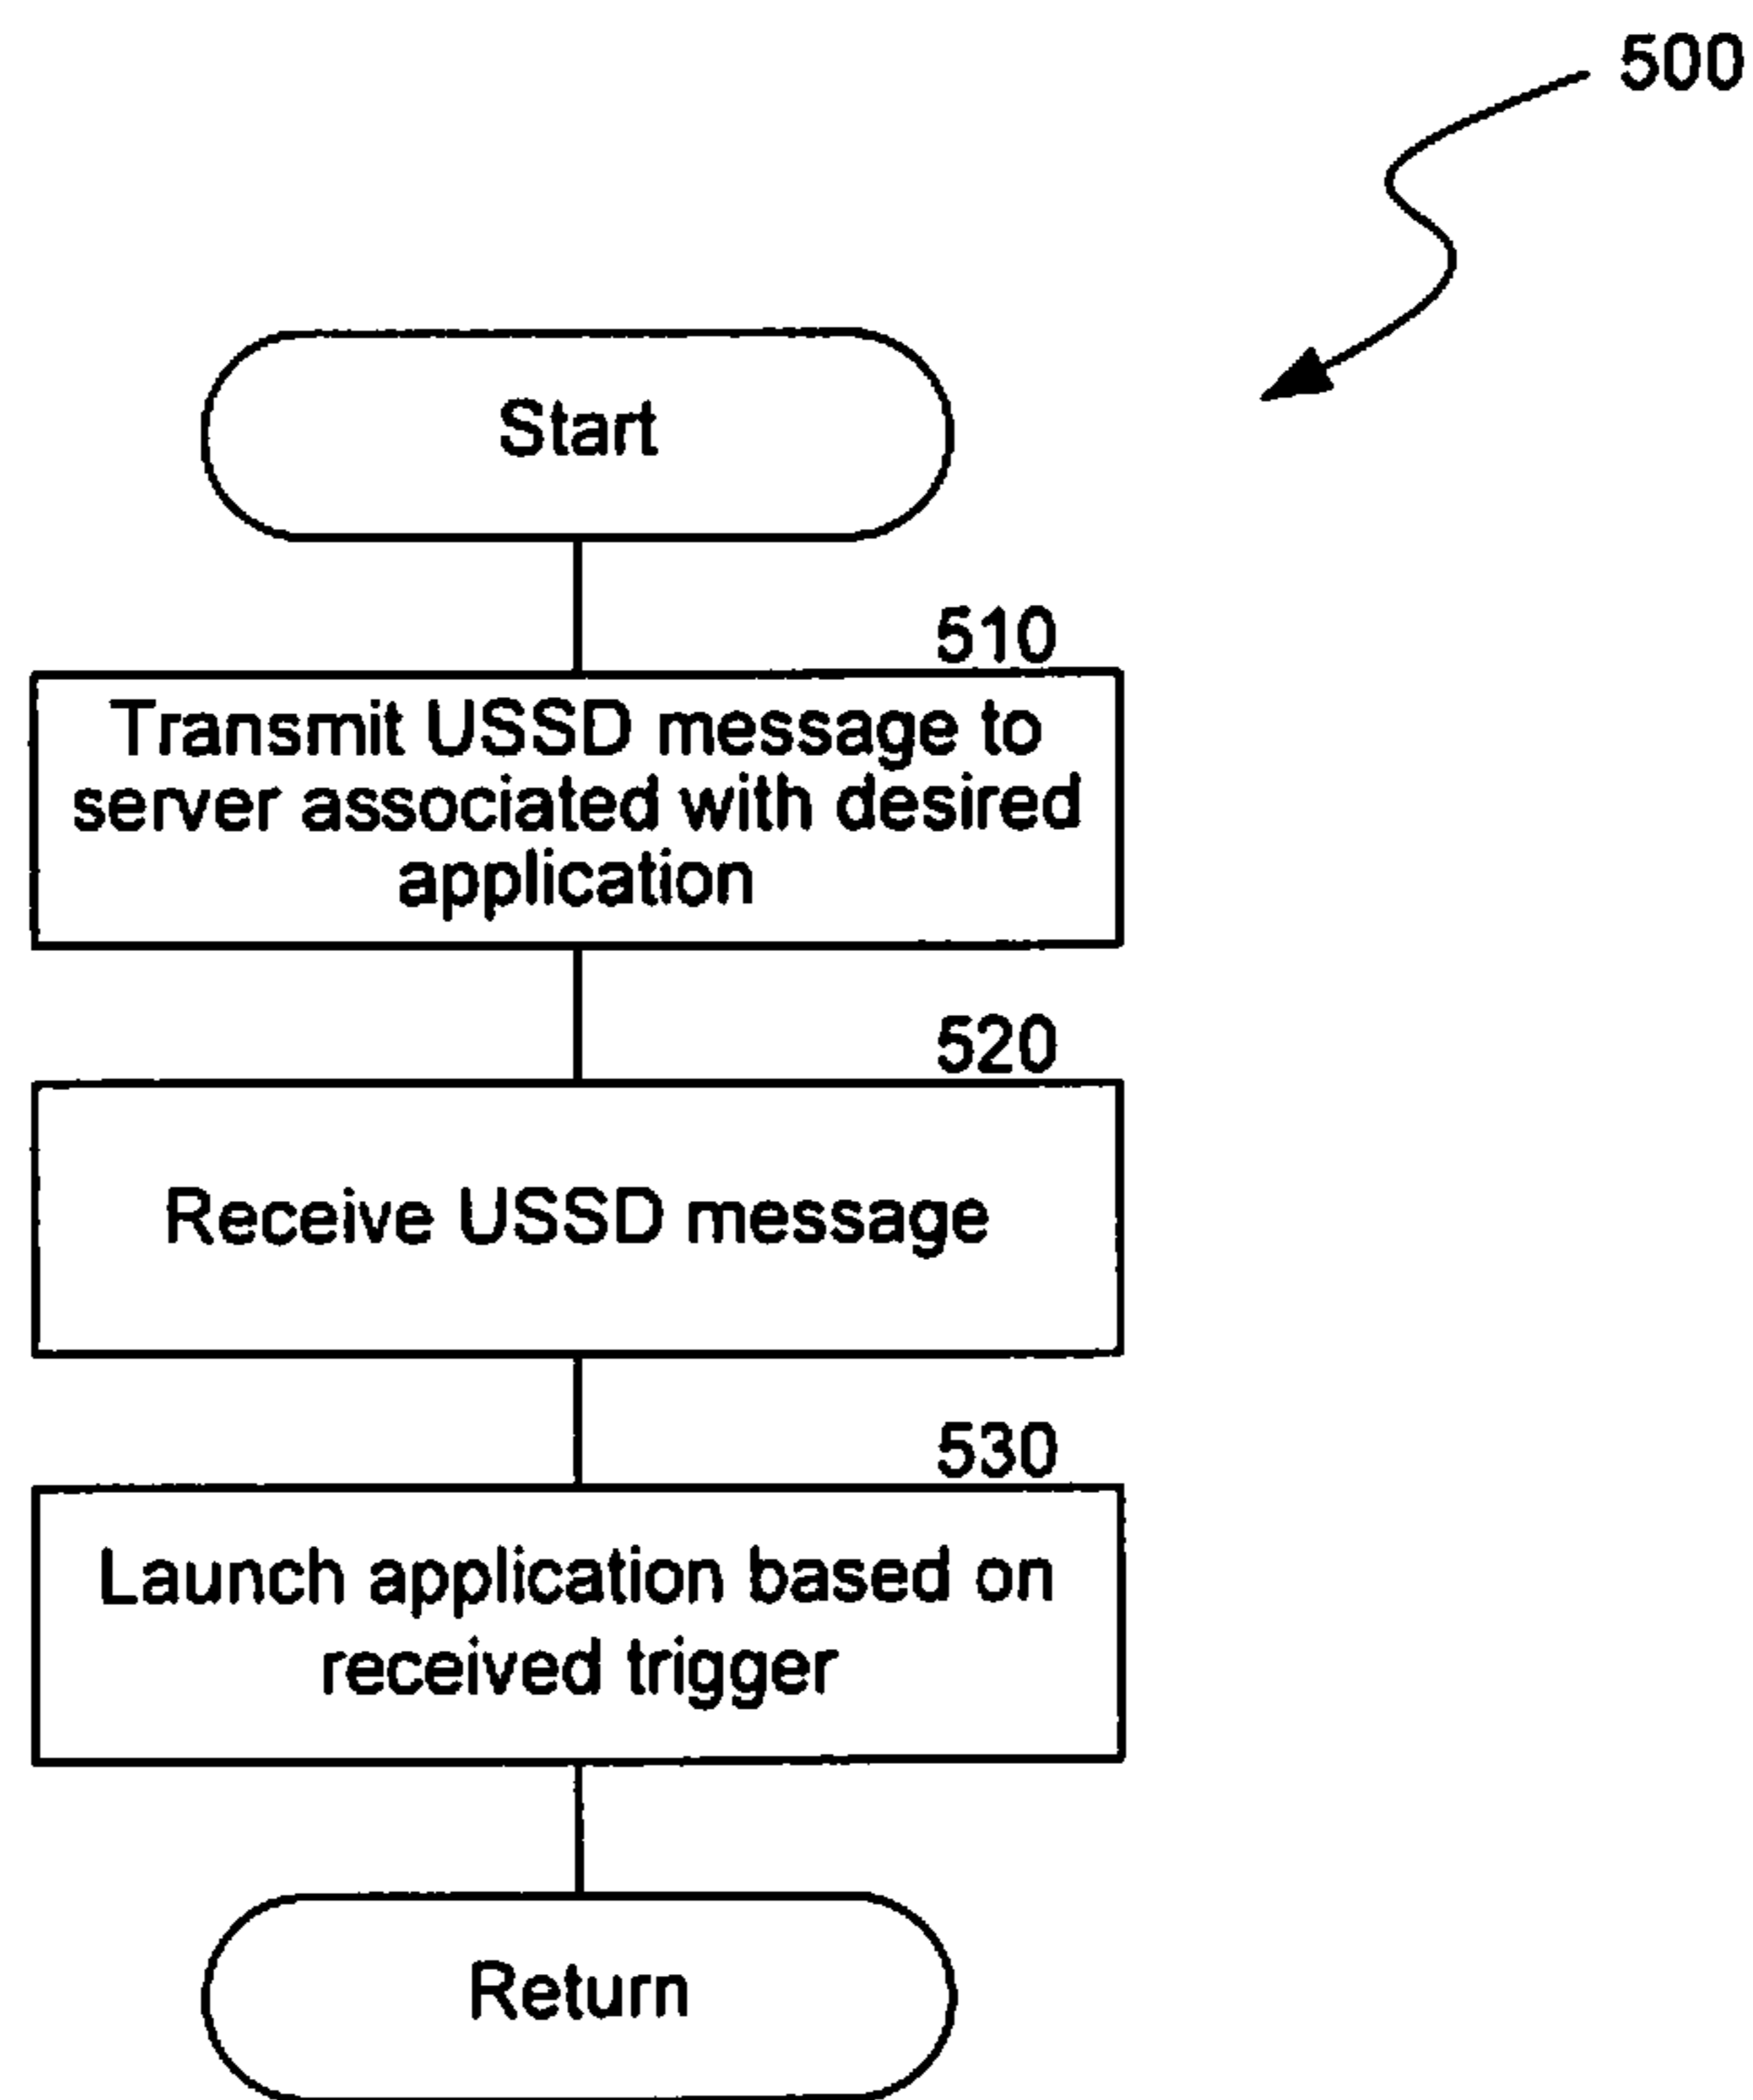 500
Start
510
Transmit USSD message to
server associated with desired
application
520
Receive USSD message
530
Launch application based on
received trigger
Return